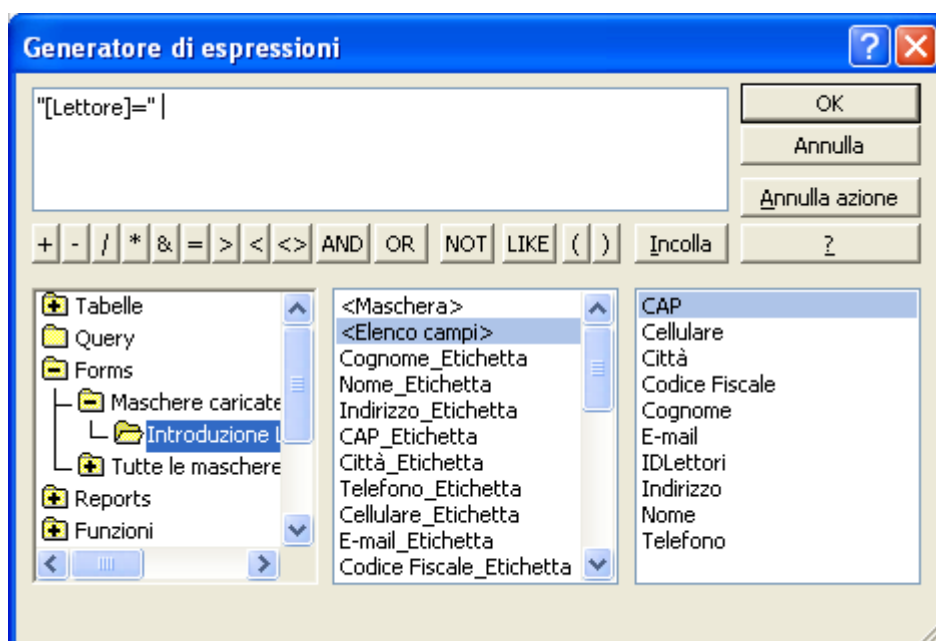 Generatore di espressioni
"[Lettore]="
OK
Annulla
Annulla azione
+ - / * & = > < <> AND OR NOT LIKE ( ) Incolla ?
Tabelle
Query
Forms
Maschere caricate
Introduzione L
Tutte le maschere
Reports
Funzioni
<Maschera>
<Elenco campi>
Cognome_Etichetta
Nome_Etichetta
Indirizzo_Etichetta
CAP_Etichetta
Città_Etichetta
Telefono_Etichetta
Cellulare_Etichetta
E-mail_Etichetta
Codice Fiscale_Etichetta
CAP
Cellulare
Città
Codice Fiscale
Cognome
E-mail
IDLettori
Indirizzo
Nome
Telefono